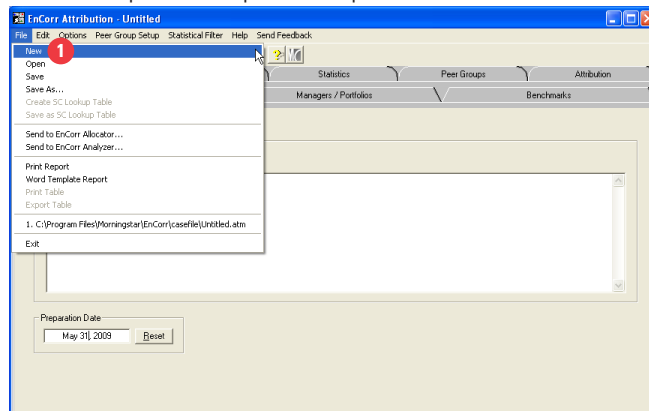 EnCorr Attribution - Untitled
File Edit Options Peer Group Setup Statistical Filter Help Send Feedback
New 1
Open
Save
Save As...
Create SC Lookup Table
Save as SC Lookup Table
Send to EnCorr Allocator...
Send to EnCorr Analyzer...
Print Report
Word Template Report
Print Table
Export Table
1. C:\Program Files\Morningstar\EnCorr\casefile\Untitled.atm
Exit
Statistics Peer Groups Attribution
Managers / Portfolios Benchmarks
Preparation Date
May 31, 2009 Reset